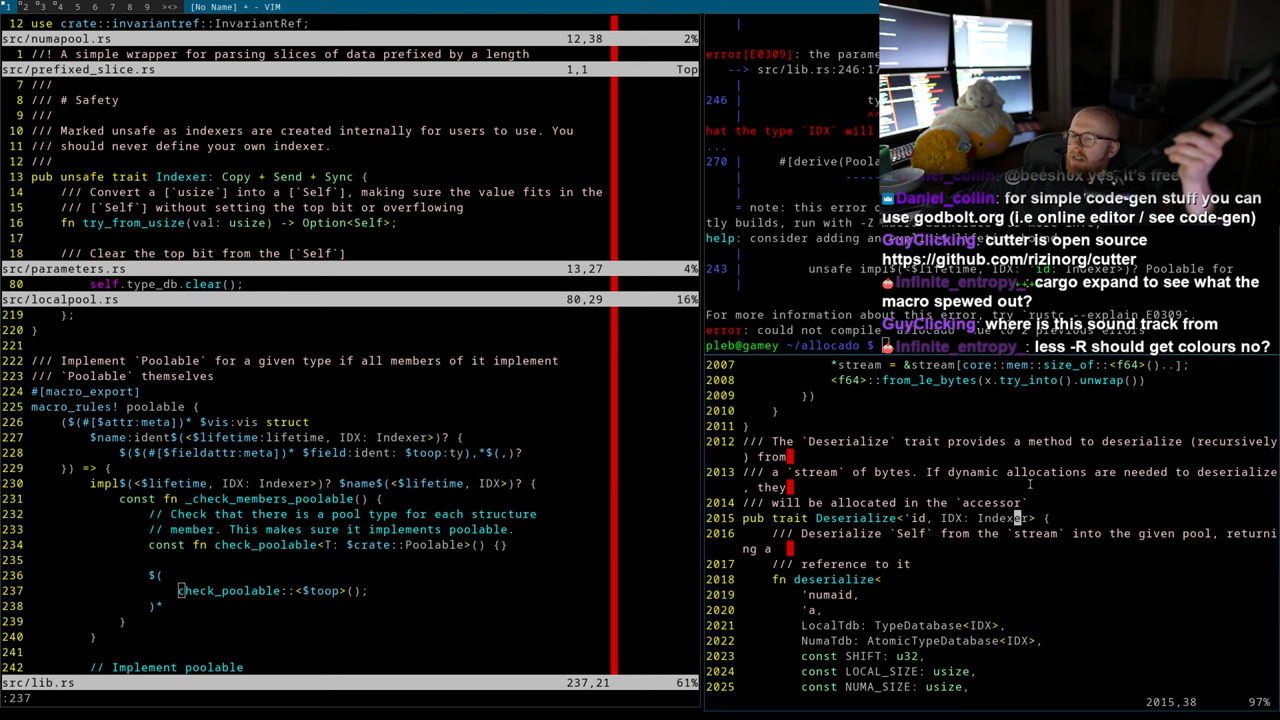 1 2 3 4 5 6 7 8 9 ><> [No Name] + - VIM
12 use crate::invariantref::InvariantRef;
src/numapool.rs 12,38 2%
1 //! A simple wrapper for parsing slices of data prefixed by a length
src/prefixed_slice.rs 1,1 Top
7 ///
8 /// # Safety
9 ///
10 /// Marked unsafe as indexers are created internally for users to use. You
11 /// should never define your own indexer.
12 ///
13 pub unsafe trait Indexer: Copy + Send + Sync {
14 /// Convert a [`usize`] into a [`Self`], making sure the value fits in the
15 /// [`Self`] without setting the top bit or overflowing
16 fn try_from_usize(val: usize) -> Option<Self>;
17
18 /// Clear the top bit from the [`Self`]
src/parameters.rs 13,27 4%
80 self.type_db.clear();
src/localpool.rs 80,29 16%
219 };
220 }
221
222 /// Implement `Poolable` for a given type if all members of it implement
223 /// `Poolable` themselves
224 #[macro_export]
225 macro_rules! poolable {
226 ($(#[$attr:meta])* $vis:vis struct
227 $name:ident$(<$lifetime:lifetime, IDX: Indexer>)? {
228 $($(#[$fieldattr:meta])* $field:ident: $toop:ty),*$(,)?
229 }) => {
230 impl$(<$lifetime, IDX: Indexer>)? $name$(<$lifetime, IDX>)? {
231 const fn _check_members_poolable() {
232 // Check that there is a pool type for each structure
233 // member. This makes sure it implements poolable.
234 const fn check_poolable<T: $crate::Poolable>() {}
235
236 $(
237 check_poolable::<$toop>();
238 )*
239 }
240 }
241
242 // Implement poolable
src/lib.rs 237,21 61%
:237
|
error[E0309]: the parame
--> src/lib.rs:246:17
|
246 | ty
| ^^
hat the type `IDX` will
...
270 | #[derive(Poola
| -----
|
= note: this error o
tly builds, run with -Z
help: consider adding an
|
243 | unsafe impl$(<$lifetime, IDX: `id: Indexer>)? Poolable for
|
For more information about this error, try `rustc --explain E0309`.
error: could not compile
pleb@gamey ~/allocado $
Daniel_collin: @beeshox yes, it's free
Daniel_collin: for simple code-gen stuff you can
use godbolt.org (i.e online editor / see code-gen)
GuyClicking: cutter is open source
https://github.com/rizinorg/cutter
Infinite_entropy_: cargo expand to see what the
macro spewed out?
GuyClicking: where is this sound track from
Infinite_entropy_: less -R should get colours no?
2007 *stream = &stream[core::mem::size_of::<f64>()..];
2008 <f64>::from_le_bytes(x.try_into().unwrap())
2009 })
2010 }
2011 }
2012 /// The `Deserialize` trait provides a method to deserialize (recursively
) from
2013 /// a `stream` of bytes. If dynamic allocations are needed to deserialize
, they
2014 /// will be allocated in the `accessor`
2015 pub trait Deserialize<'id, IDX: Indexer> {
2016 /// Deserialize `Self` from the `stream` into the given pool, returni
ng a
2017 /// reference to it
2018 fn deserialize<
2019 'numaid,
2020 'a,
2021 LocalTdb: TypeDatabase<IDX>,
2022 NumaTdb: AtomicTypeDatabase<IDX>,
2023 const SHIFT: u32,
2024 const LOCAL_SIZE: usize,
2025 const NUMA_SIZE: usize,
2015,38 97%